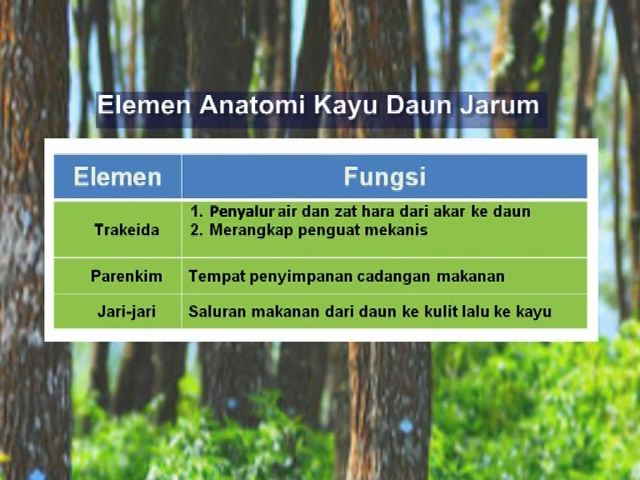 Elemen Anatomi Kayu Daun Jarum
Elemen Fungsi
Trakeida
1. Penyalur air dan zat hara dari akar ke daun
2. Merangkap penguat mekanis
Parenkim Tempat penyimpanan cadangan makanan
Jari-jari Saluran makanan dari daun ke kulit lalu ke kayu